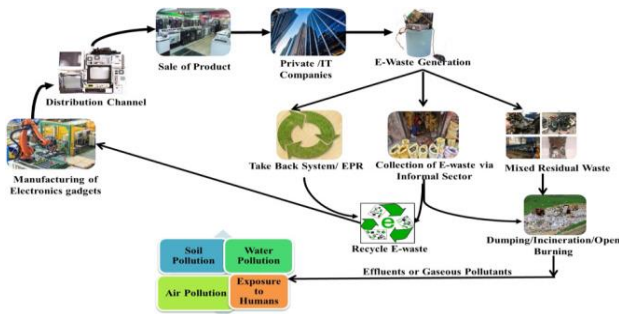 Sale of Product
Private /IT
Companies
E-Waste Generation
Distribution Channel
Manufacturing of
Electronics gadgets
Take Back System/ EPR
Collection of E-waste via
Informal Sector
Mixed Residual Waste
e
Recycle E-waste
Dumping/Incineration/Open
Burning
Effluents or Gaseous Pollutants
Soil
Pollution
Water
Pollution
Air Pollution
Exposure
to
Humans